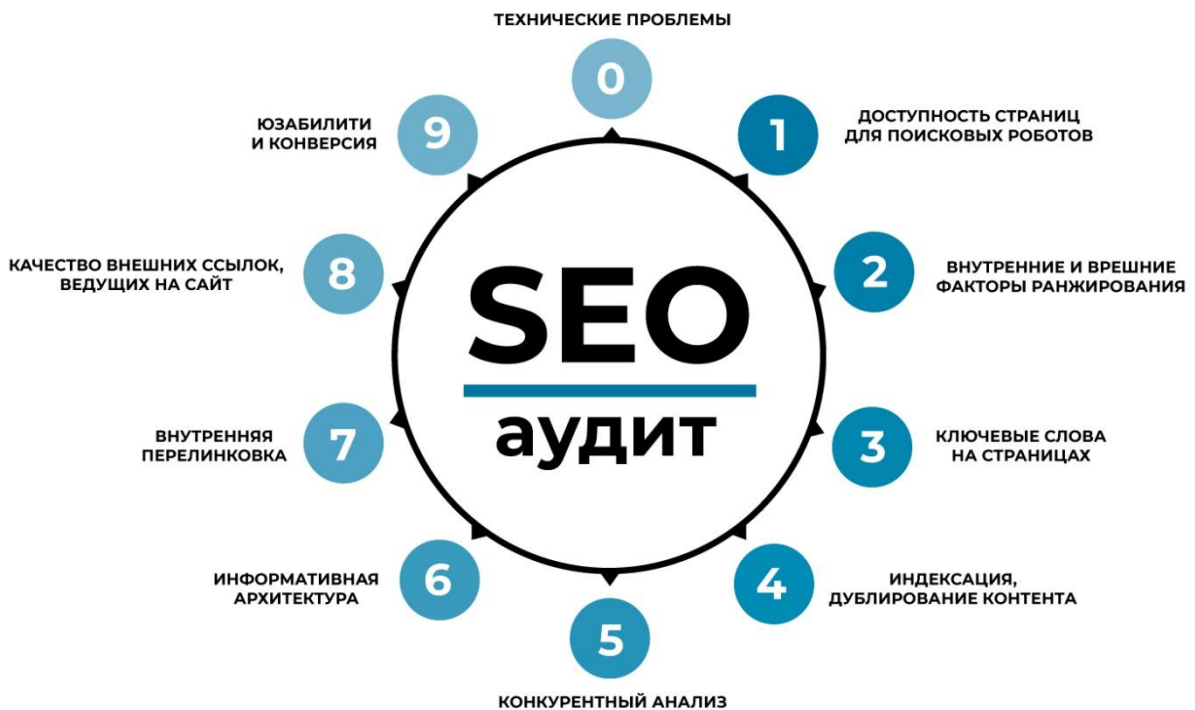 ТЕХНИЧЕСКИЕ ПРОБЛЕМЫ
0
1
ДОСТУПНОСТЬ СТРАНИЦ
ДЛЯ ПОИСКОВЫХ РОБОТОВ
2
ВНУТРЕННИЕ И ВРЕШНИЕ
ФАКТОРЫ РАНЖИРОВАНИЯ
3
КЛЮЧЕВЫЕ СЛОВА
НА СТРАНИЦАХ
4
ИНДЕКСАЦИЯ,
ДУБЛИРОВАНИЕ КОНТЕНТА
5
КОНКУРЕНТНЫЙ АНАЛИЗ
6
ИНФОРМАТИВНАЯ
АРХИТЕКТУРА
7
ВНУТРЕННЯЯ
ПЕРЕЛИНКОВКА
8
КАЧЕСТВО ВНЕШНИХ ССЫЛОК,
ВЕДУЩИХ НА САЙТ
9
ЮЗАБИЛИТИ
И КОНВЕРСИЯ
SEO
аудит